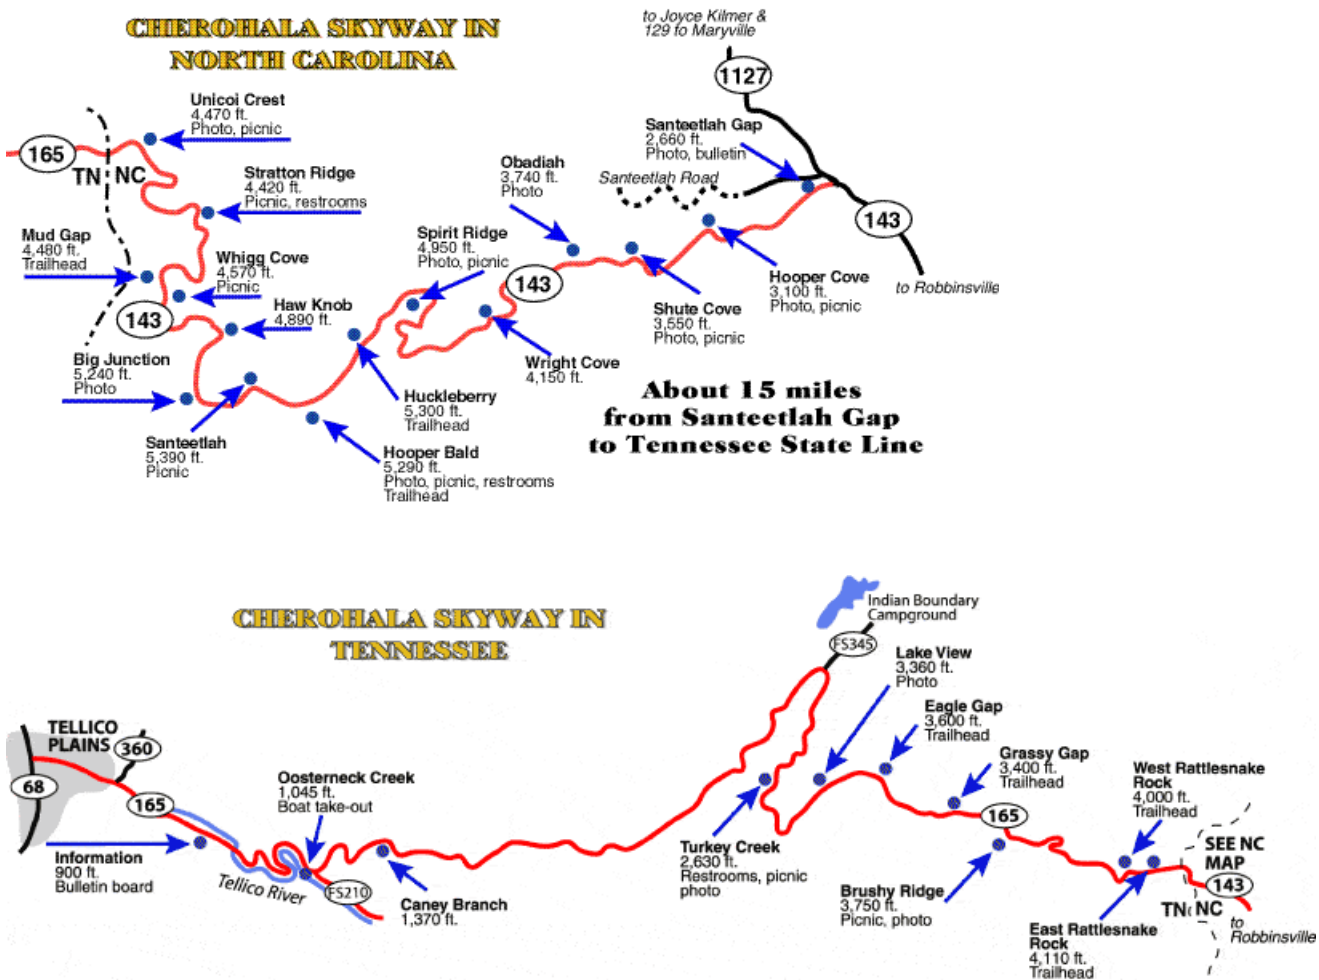 CHEROHALA SKYWAY IN
NORTH CAROLINA
to Joyce Kilmer &
129 to Maryville
1127
Unicoi Crest
4,470 ft.
Photo, picnic
165
TN NC
Stratton Ridge
4,420 ft.
Picnic, restrooms
Mud Gap
4,480 ft.
Trailhead
Whigg Cove
4,570 ft.
Picnic
143
Haw Knob
4,890 ft.
Big Junction
5,240 ft.
Photo
Santeetlah
5,390 ft.
Picnic
Hooper Bald
5,290 ft.
Photo, picnic, restrooms
Trailhead
Huckleberry
5,300 ft.
Trailhead
Spirit Ridge
4,950 ft.
Photo, picnic
Obadiah
3,740 ft.
Photo
143
Wright Cove
4,150 ft.
Santeetlah Gap
2,660 ft.
Photo, bulletin
Santeetlah Road
143
to Robbinsville
Hooper Cove
3,100 ft.
Photo, picnic
Shute Cove
3,550 ft.
Photo, picnic
About 15 miles
from Santeetlah Gap
to Tennessee State Line
CHEROHALA SKYWAY IN
TENNESSEE
Indian Boundary
Campground
FS345
Lake View
3,360 ft.
Photo
Eagle Gap
3,600 ft.
Trailhead
Grassy Gap
3,400 ft.
Trailhead
West Rattlesnake
Rock
4,000 ft.
Trailhead
TELLICO
PLAINS
360
68
165
Oosterneck Creek
1,045 ft.
Boat take-out
Information
900 ft.
Bulletin board
Tellico River
FS210
Caney Branch
1,370 ft.
Turkey Creek
2,630 ft.
Restrooms, picnic
photo
165
Brushy Ridge
3,750 ft.
Picnic, photo
East Rattlesnake
Rock
4,110 ft.
Trailhead
SEE NC
MAP
143
TN NC
to
Robbinsville